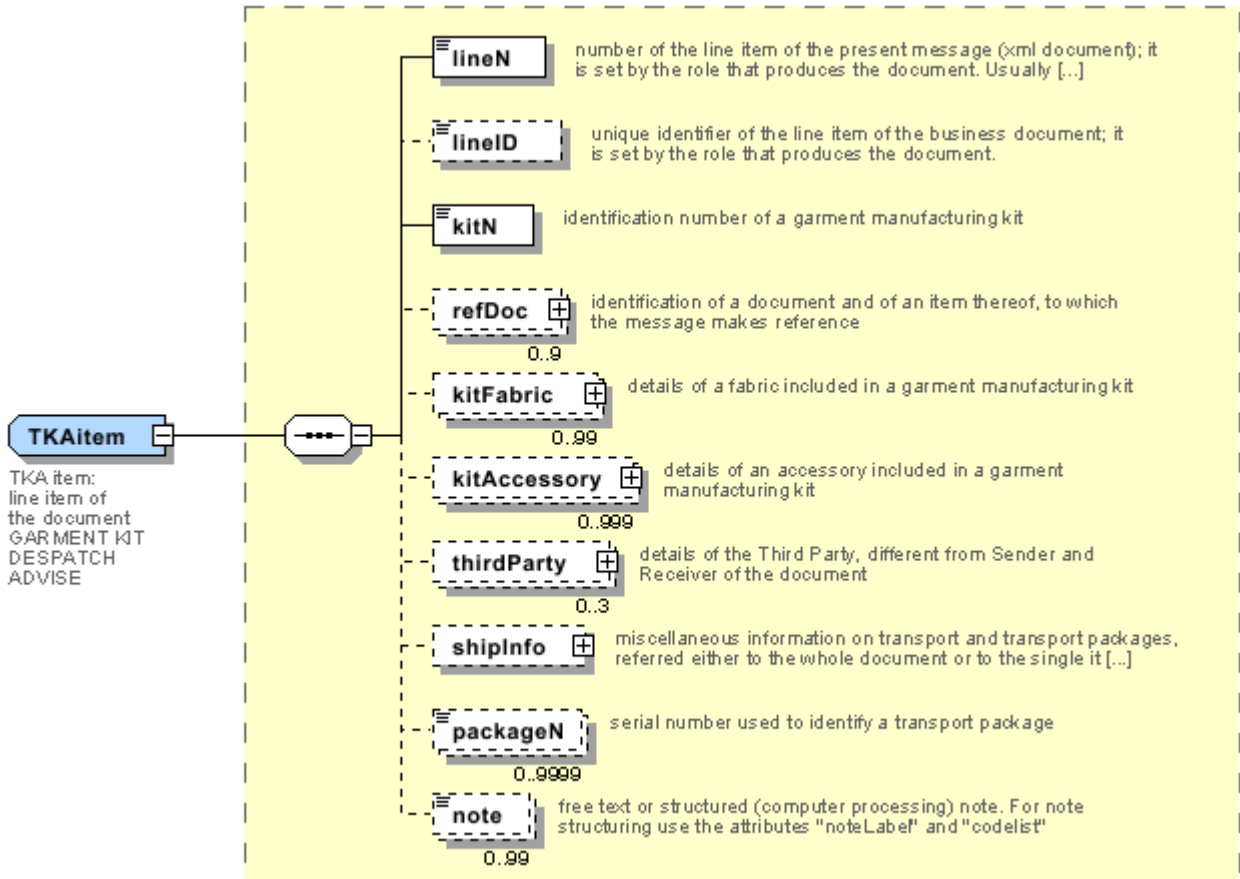 lineN
number of the line item of the present message (xml document); it
is set by the role that produces the document. Usually [...]
lineID
unique identifier of the line item of the business document; it
is set by the role that produces the document.
kitN
identification number of a garment manufacturing kit
refDoc
identification of a document and of an item thereof, to which
the message makes reference
0..9
kitFabric
details of a fabric included in a garment manufacturing kit
0..99
TKAitem
TKA item:
line item of
the document
GARMENT KIT
DESPATCH
ADVISE
kitAccessory
details of an accessory included in a garment
manufacturing kit
0..999
thirdParty
details of the Third Party, different from Sender and
Receiver of the document
0..3
shipInfo
miscellaneous information on transport and transport packages,
referred either to the whole document or to the single it [...]
packageN
serial number used to identify a transport package
0..9999
note
free text or structured (computer processing) note. For note
structuring use the attributes "noteLabel" and "codelist"
0..99